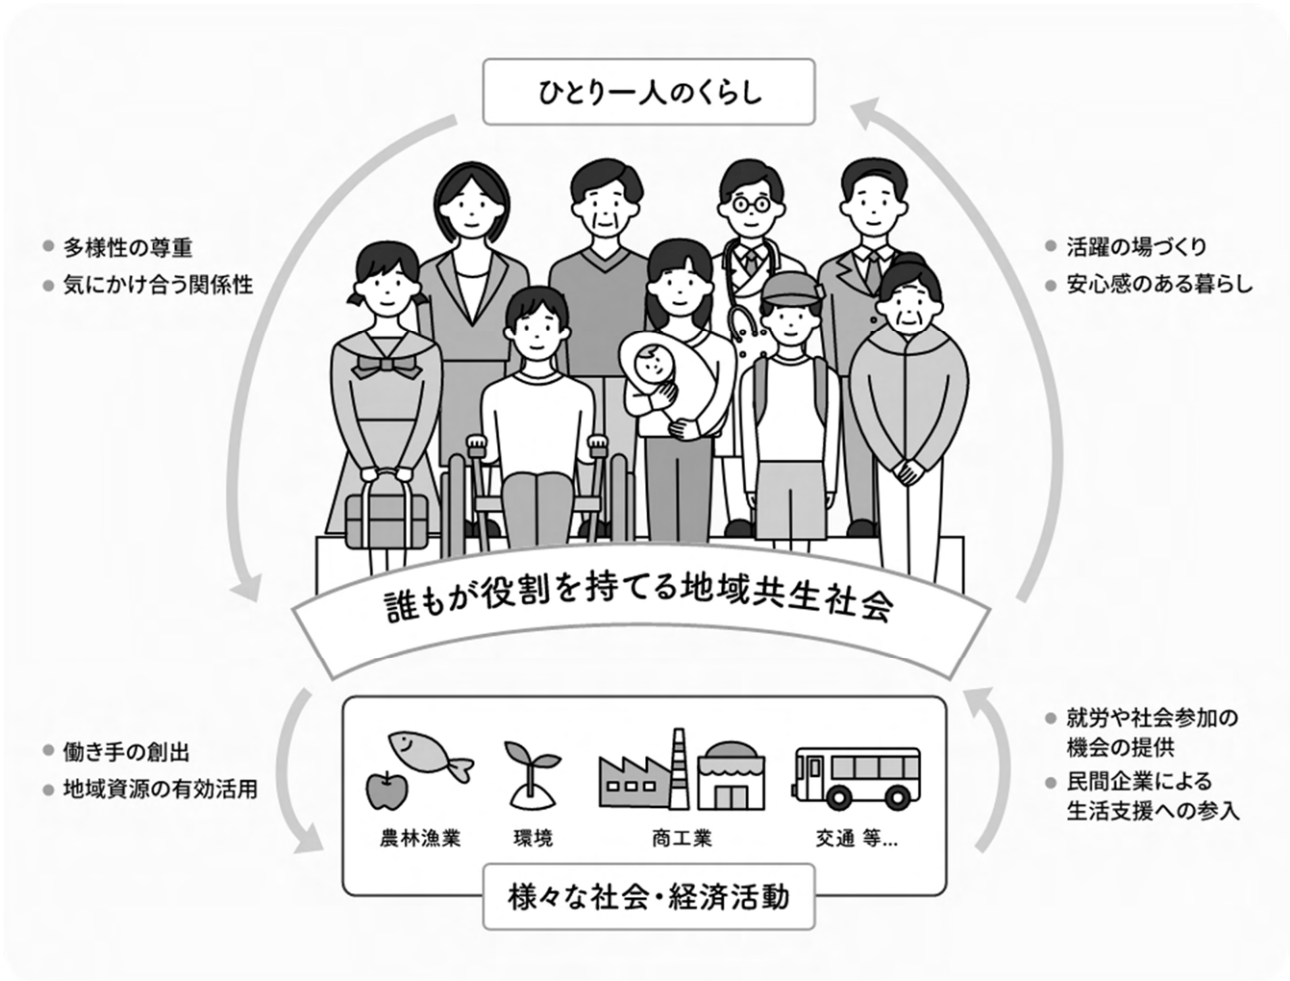 ひとり一人のくらし
多様性の尊重
気にかけ合う関係性
活躍の場づくり
安心感のある暮らし
誰もが役割を持てる地域共生社会
働き手の創出
地域資源の有効活用
就労や社会参加の
機会の提供
民間企業による
生活支援への参入
農林漁業
環境
商工業
交通 等...
様々な社会・経済活動